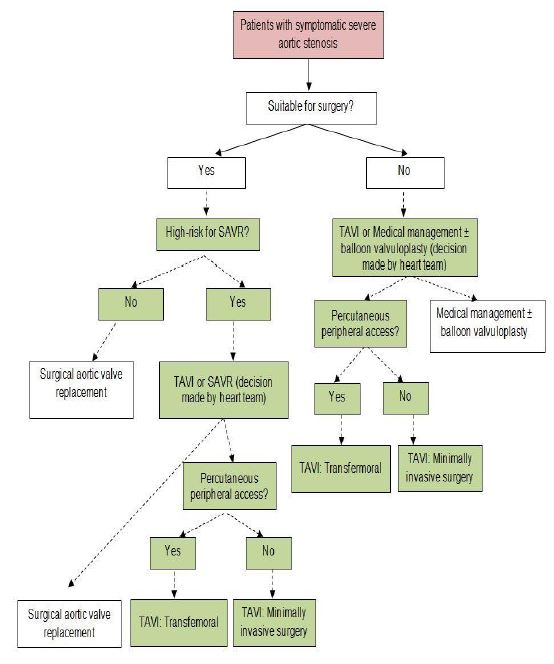 Patients with symptomatic severe
aortic stenosis
Suitable for surgery?
Yes
No
High-risk for SAVR?
TAVI or Medical management ±
balloon valvuloplasty (decision
made by heart team)
No
Yes
Percutaneous
peripheral access?
Medical management ±
balloon valvuloplasty
Surgical aortic valve
replacement
TAVI or SAVR (decision
made by heart team)
Yes
No
TAVI: Transfemoral
TAVI: Minimally
invasive surgery
Percutaneous
peripheral access?
Yes
No
Surgical aortic valve
replacement
TAVI: Transfemoral
TAVI: Minimally
invasive surgery